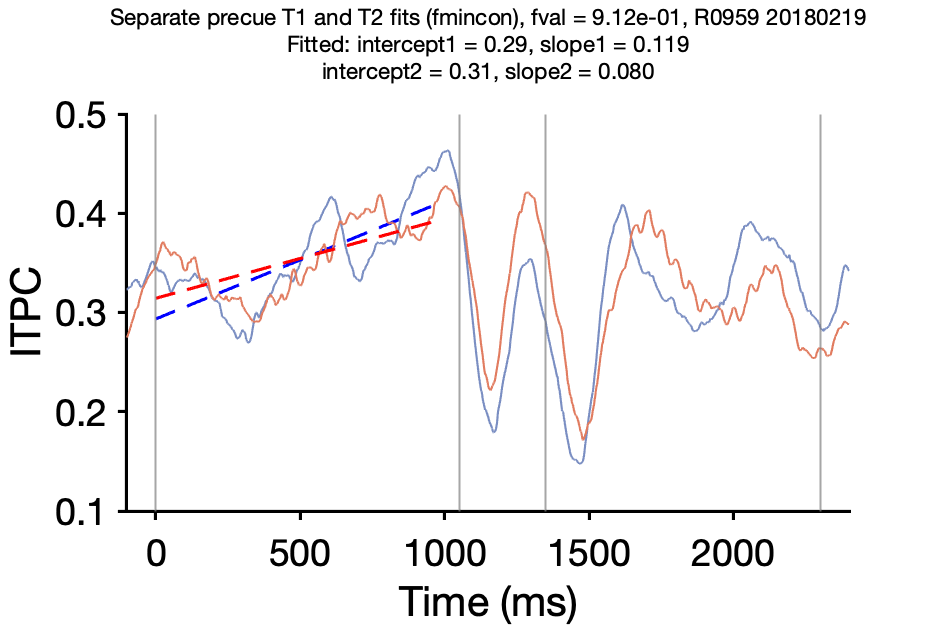 Separate precue T1 and T2 fits (fmincon), fval = 9.12e-01, R0959 20180219
Fitted: intercept1 = 0.29, slope1 = 0.119
intercept2 = 0.31, slope2 = 0.080
0.5
0.4
0.3
0.2
0.1
ITPC
0 500 1000 1500 2000
Time (ms)